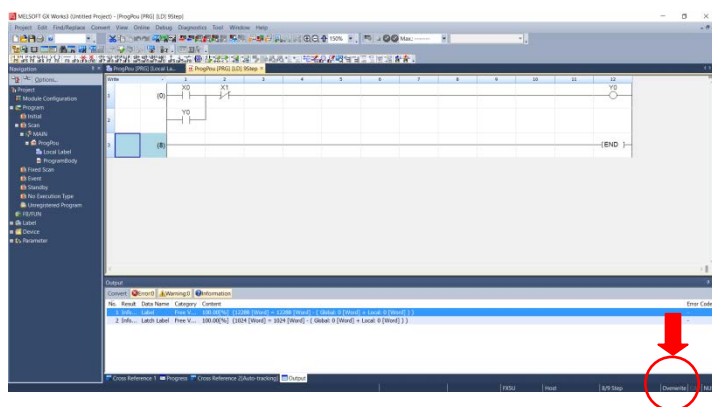 MELSOFT GX Works3 (Untitled Project) - [ProgPou [PRG] [LD] 9Step]
Project Edit Find/Replace Convert View Online Debug Diagnostics Tool Window Help
150%
Max.:
Navigation
ProgPou [PRG] [Local La...
ProgPou [PRG] [LD] 9Step
Options...
Write 1 2 3 4 5 6 7 8 9 10 11 12
Project
Module Configuration
Program
Initial
Scan
MAIN
ProgPou
Local Label
ProgramBody
Fixed Scan
Event
Standby
No Execution Type
Unregistered Program
FB/FUN
Label
Device
Parameter
X0 X1 Y0
1 (0)
Y0
2
3 (8) [END ]
Output
Convert Error:0 Warning:0 Information
No. Result Data Name Category Content Error Code
1 Info... Label Free V... 100.00[%] (12288 [Word] = 12288 [Word] - ( Global: 0 [Word] + Local: 0 [Word] ) )
2 Info... Latch Label Free V... 100.00[%] (1024 [Word] = 1024 [Word] - ( Global: 0 [Word] + Local: 0 [Word] ) ) -
Cross Reference 1 Progress Cross Reference 2(Auto-tracking) Output
FX5U Host 8/9 Step Overwrite